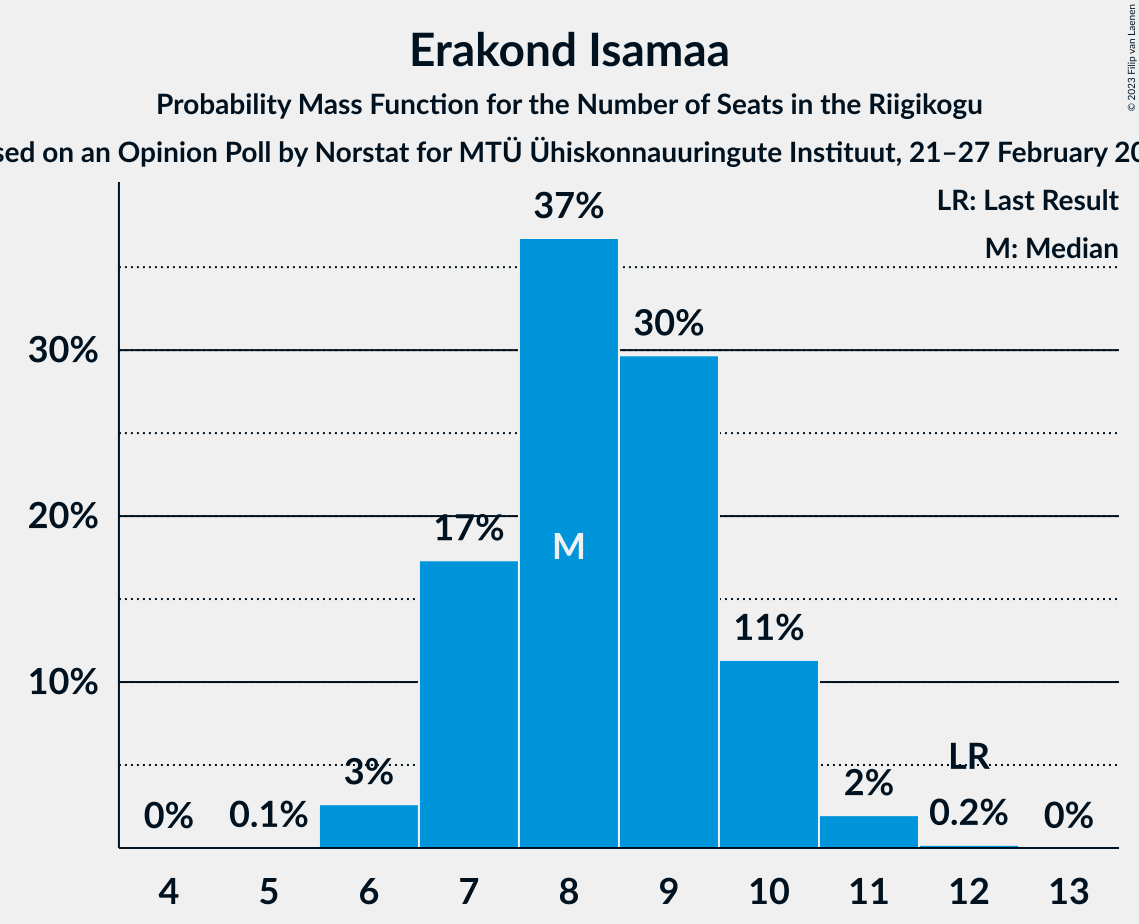 Erakond Isamaa
Probability Mass Function for the Number of Seats in the Riigikogu
sed on an Opinion Poll by Norstat for MTÜ Ühiskonnauuringute Instituut, 21–27 February 20
© 2023 Filip van Laenen
LR: Last Result
M: Median
37%
30%
30%
20%
17%
M
11%
10%
LR
3%
2%
0%
0.1%
0.2%
0%
4 5 6 7 8 9 10 11 12 13